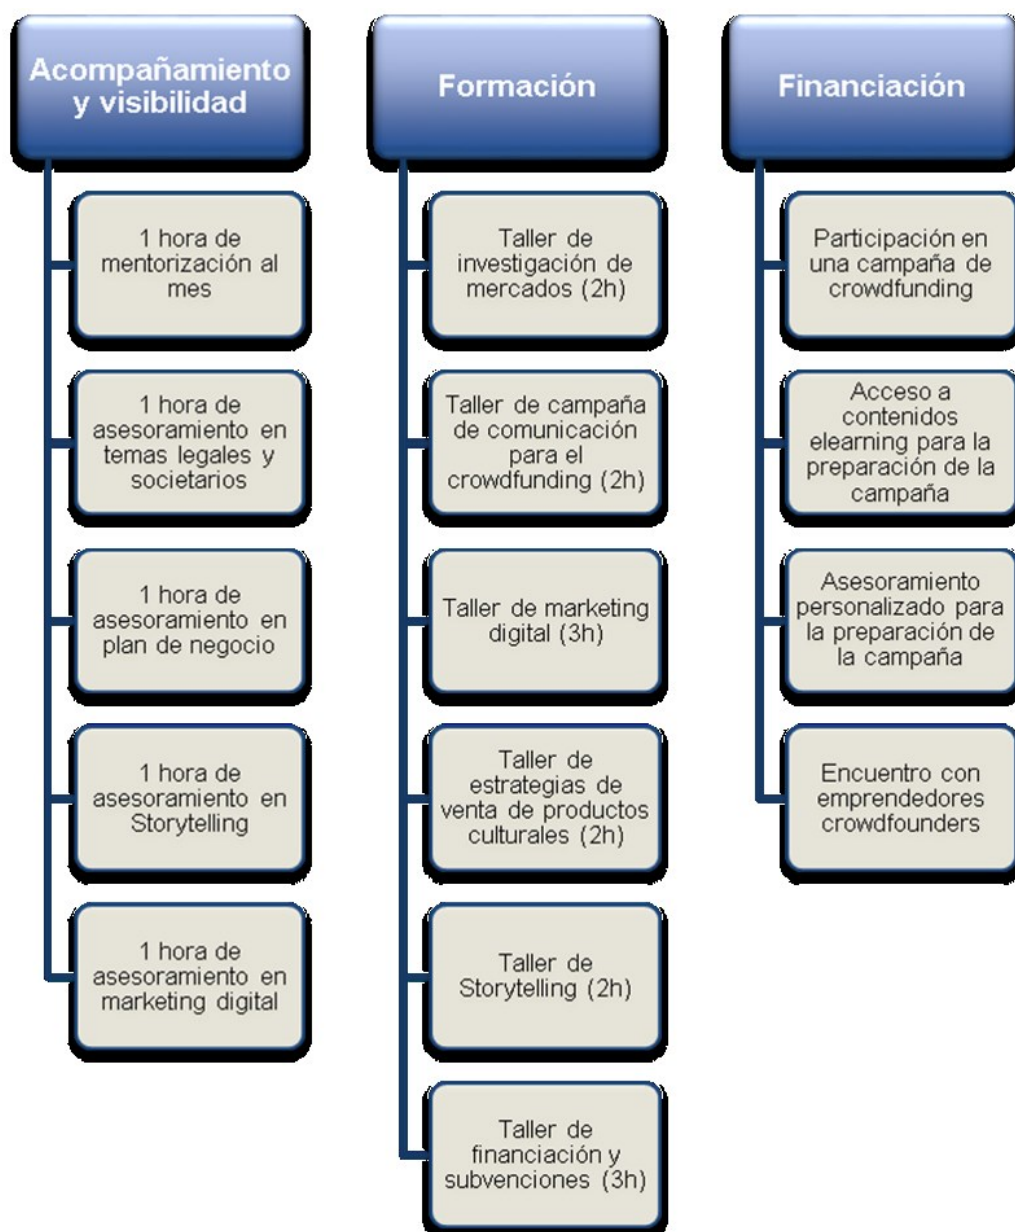 Acompañamiento
y visibilidad
1 hora de
mentorización al
mes
1 hora de
asesoramiento en
temas legales y
societarios
1 hora de
asesoramiento en
plan de negocio
1 hora de
asesoramiento en
Storytelling
1 hora de
asesoramiento en
marketing digital
Formación
Taller de
investigación de
mercados (2h)
Taller de campaña
de comunicación
para el
crowdfunding (2h)
Taller de marketing
digital (3h)
Taller de
estrategias de
venta de productos
culturales (2h)
Taller de
Storytelling (2h)
Taller de
financiación y
subvenciones (3h)
Financiación
Participación en
una campaña de
crowdfunding
Acceso a
contenidos
elearning para la
preparación de la
campaña
Asesoramiento
personalizado para
la preparación de
la campaña
Encuentro con
emprendedores
crowdfounders